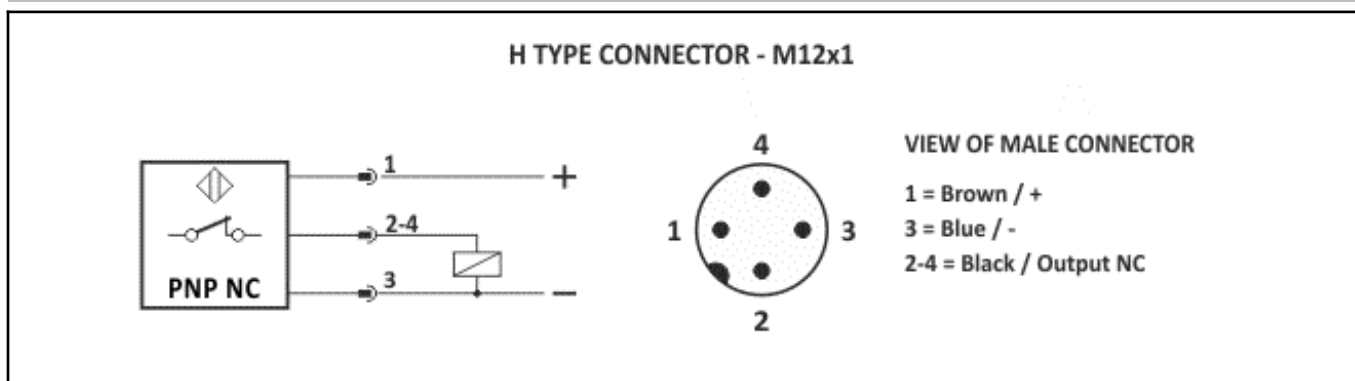 H TYPE CONNECTOR - M12x1
1
+
2-4
3
−
PNP NC
4
1
3
2
VIEW OF MALE CONNECTOR
1 = Brown / +
3 = Blue / -
2-4 = Black / Output NC